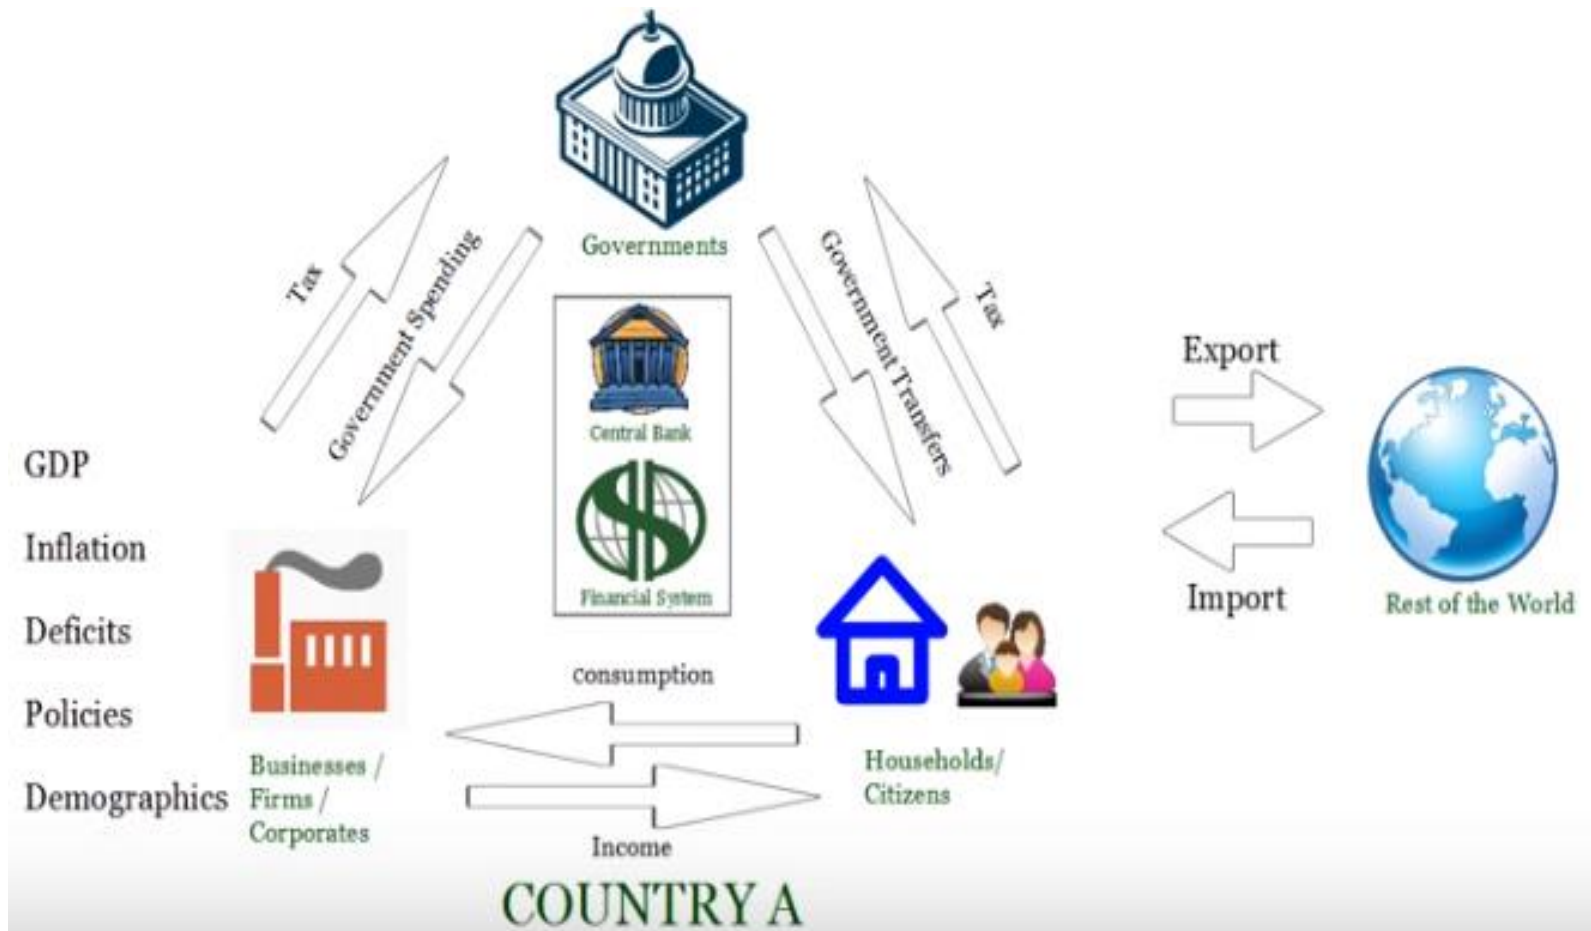 Governments
Tax
Government Spending
Government Transfers
Tax
Central Bank
Financial System
Export
Import
Rest of the World
GDP
Inflation
Deficits
Policies
Demographics
Businesses /
Firms /
Corporates
Consumption
Income
Households/
Citizens
COUNTRY A